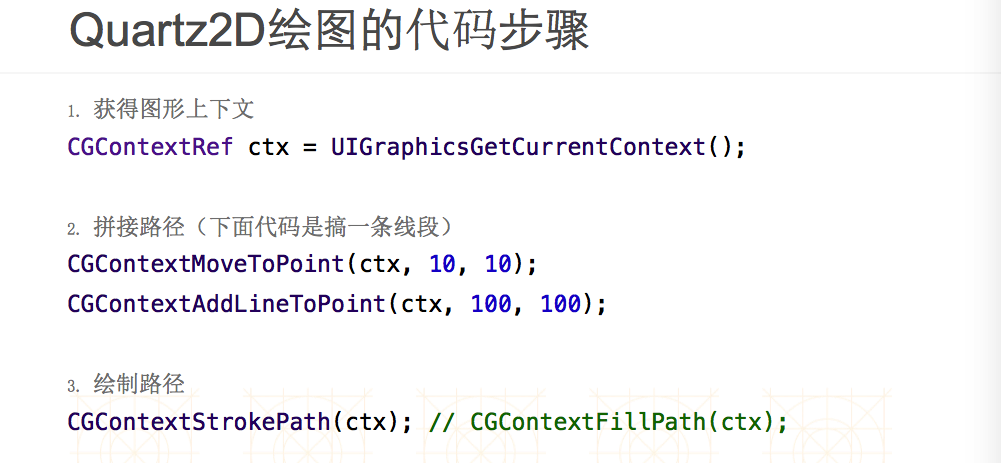 Quartz2D绘图的代码步骤
1. 获得图形上下文
CGContextRef ctx = UIGraphicsGetCurrentContext();
2. 拼接路径（下面代码是搞一条线段）
CGContextMoveToPoint(ctx, 10, 10);
CGContextAddLineToPoint(ctx, 100, 100);
3. 绘制路径
CGContextStrokePath(ctx); // CGContextFillPath(ctx);